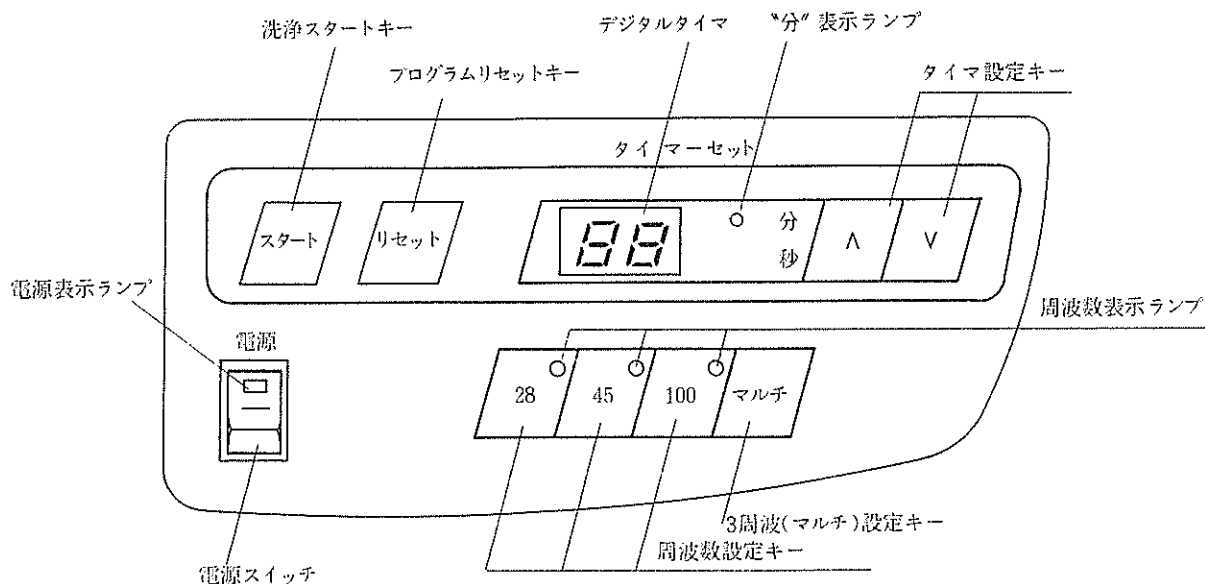 洗浄スタートキー
デジタルタイマ
〝分〞表示ランプ
プログラムリセットキー
タイマ設定キー
タイマーセット
スタート
リセット
88
分
秒
∧
∨
電源表示ランプ
周波数表示ランプ
電源
28
45
100
マルチ
3周波(マルチ)設定キー
周波数設定キー
電源スイッチ